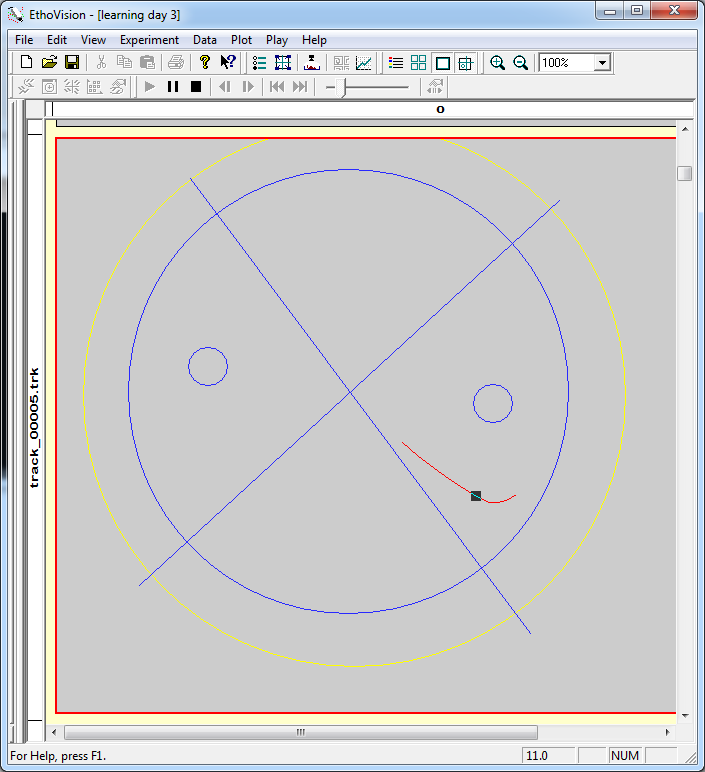 EthoVision - [learning day 3]
File Edit View Experiment Data Plot Play Help
100%
o
track_00005.trk
For Help, press F1.
11.0 NUM